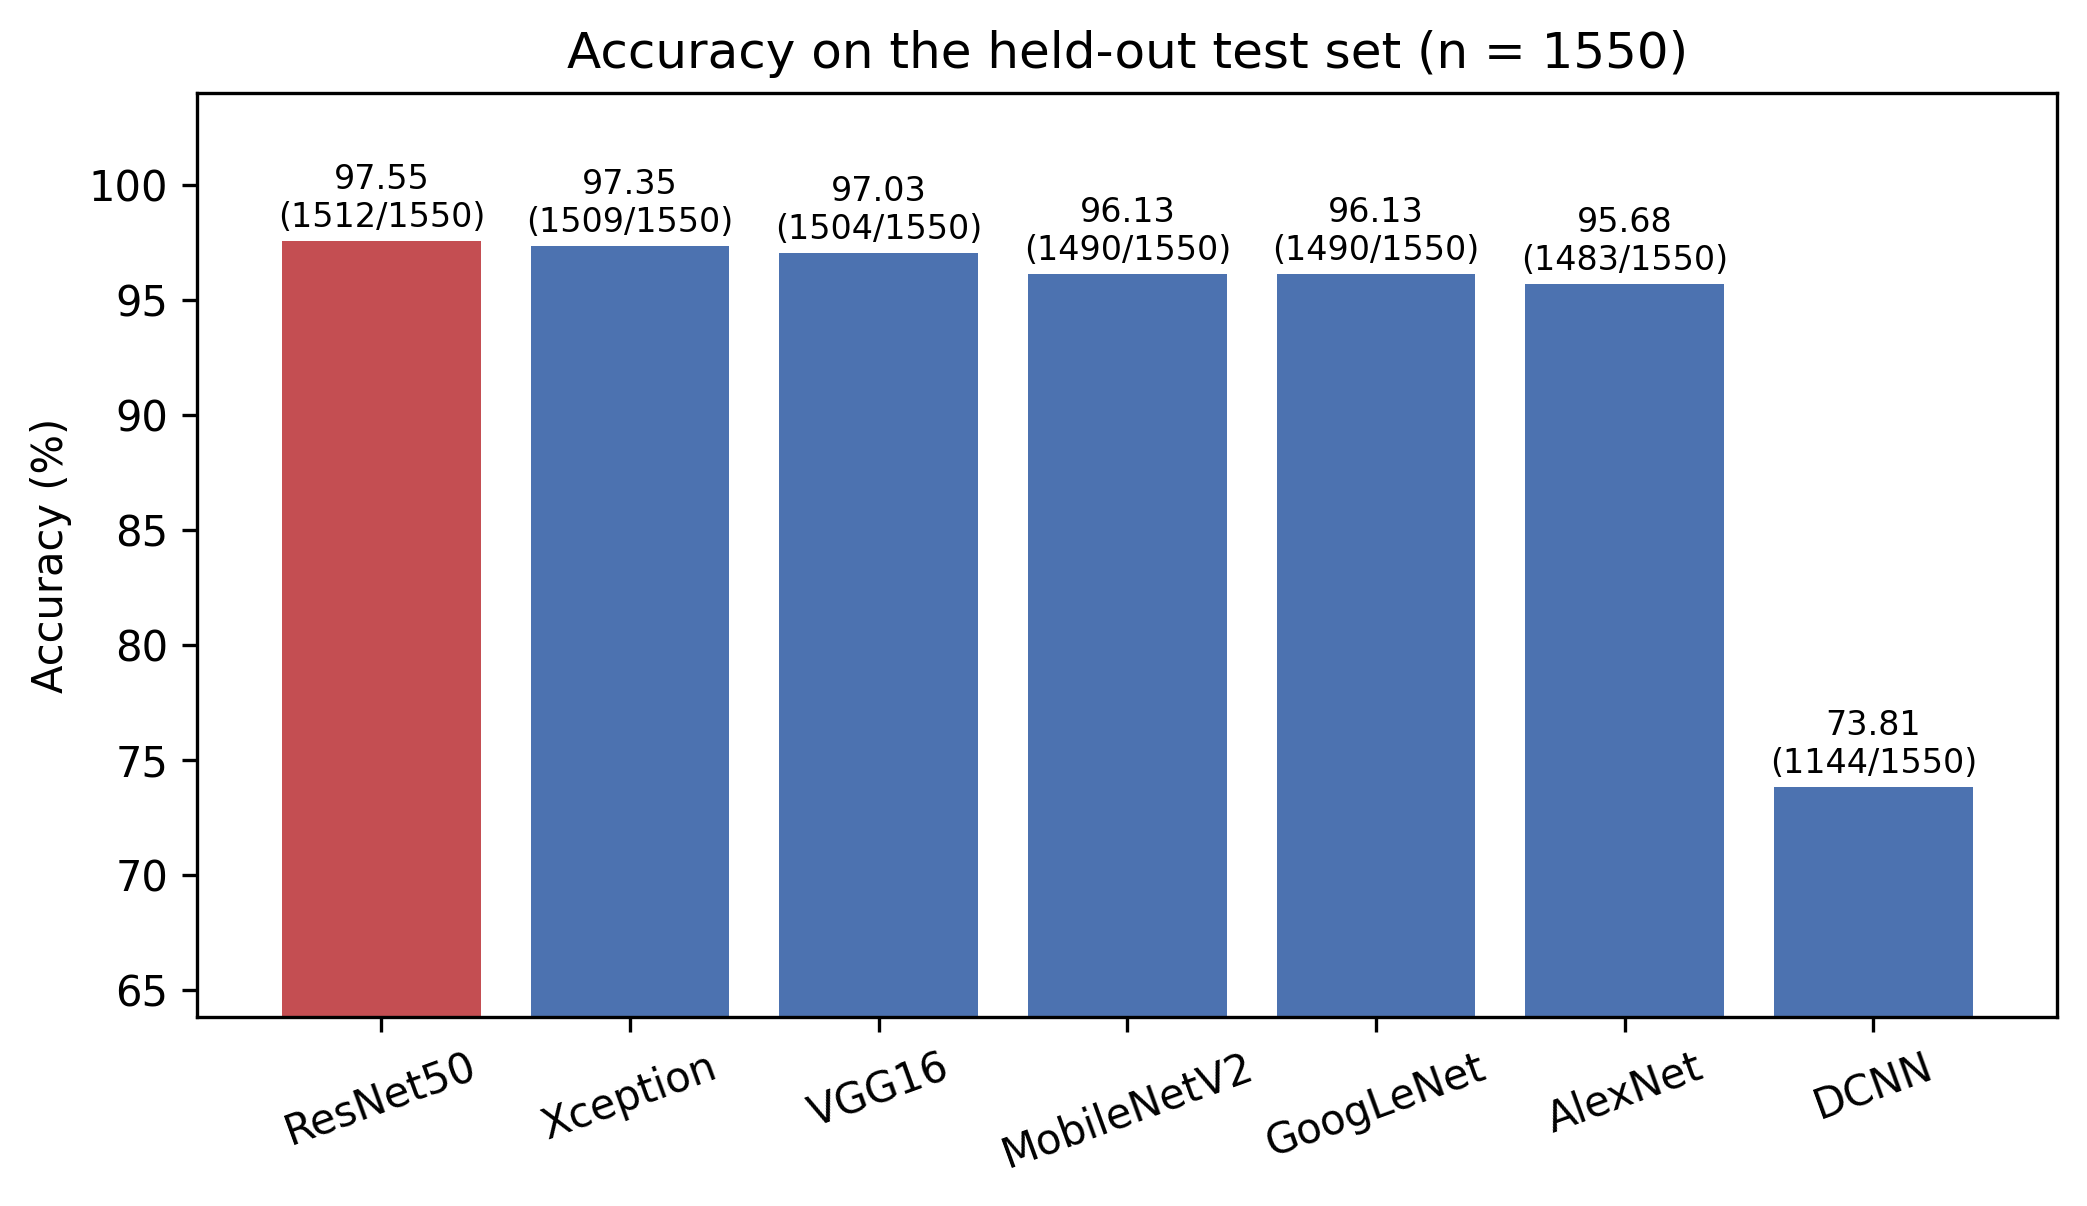 Accuracy on the held-out test set (n = 1550)
Accuracy (%)
100
95
90
85
80
75
70
65
97.55
(1512/1550)
97.35
(1509/1550)
97.03
(1504/1550)
96.13
(1490/1550)
96.13
(1490/1550)
95.68
(1483/1550)
73.81
(1144/1550)
ResNet50
Xception
VGG16
MobileNetV2
GoogLeNet
AlexNet
DCNN